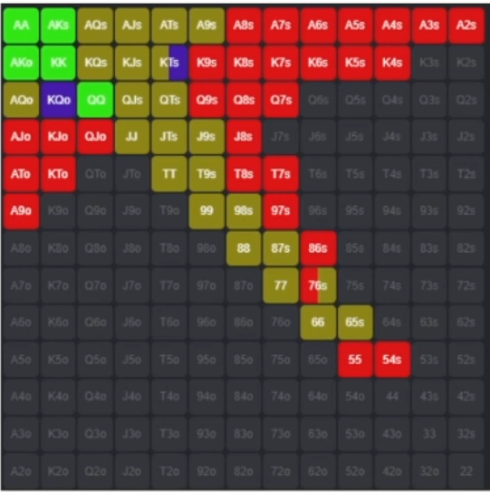 AA AKs AQs AJs ATs A9s A8s A7s A6s A5s A4s A3s A2s
AKo KK KQs KJs KTs K9s K8s K7s K6s K5s K4s K3s K2s
AQo KQo QQ QJs QTs Q9s Q8s Q7s Q6s Q5s Q4s Q3s Q2s
AJo KJo QJo JJ JTs J9s J8s J7s J6s J5s J4s J3s J2s
ATo KTo QTo JTo TT T9s T8s T7s T6s T5s T4s T3s T2s
A9o K9o Q9o J9o T9o 99 98s 97s 96s 95s 94s 93s 92s
A8o K8o Q8o J8o T8o 98o 88 87s 86s 85s 84s 83s 82s
A7o K7o Q7o J7o T7o 97o 87o 77 76s 75s 74s 73s 72s
A6o K6o Q6o J6o T6o 96o 86o 76o 66 65s 64s 63s 62s
A5o K5o Q5o J5o T5o 95o 85o 75o 65o 55 54s 53s 52s
A4o K4o Q4o J4o T4o 94o 84o 74o 64o 54o 44 43s 42s
A3o K3o Q3o J3o T3o 93o 83o 73o 63o 53o 43o 33 32s
A2o K2o Q2o J2o T2o 92o 82o 72o 62o 52o 42o 32o 22